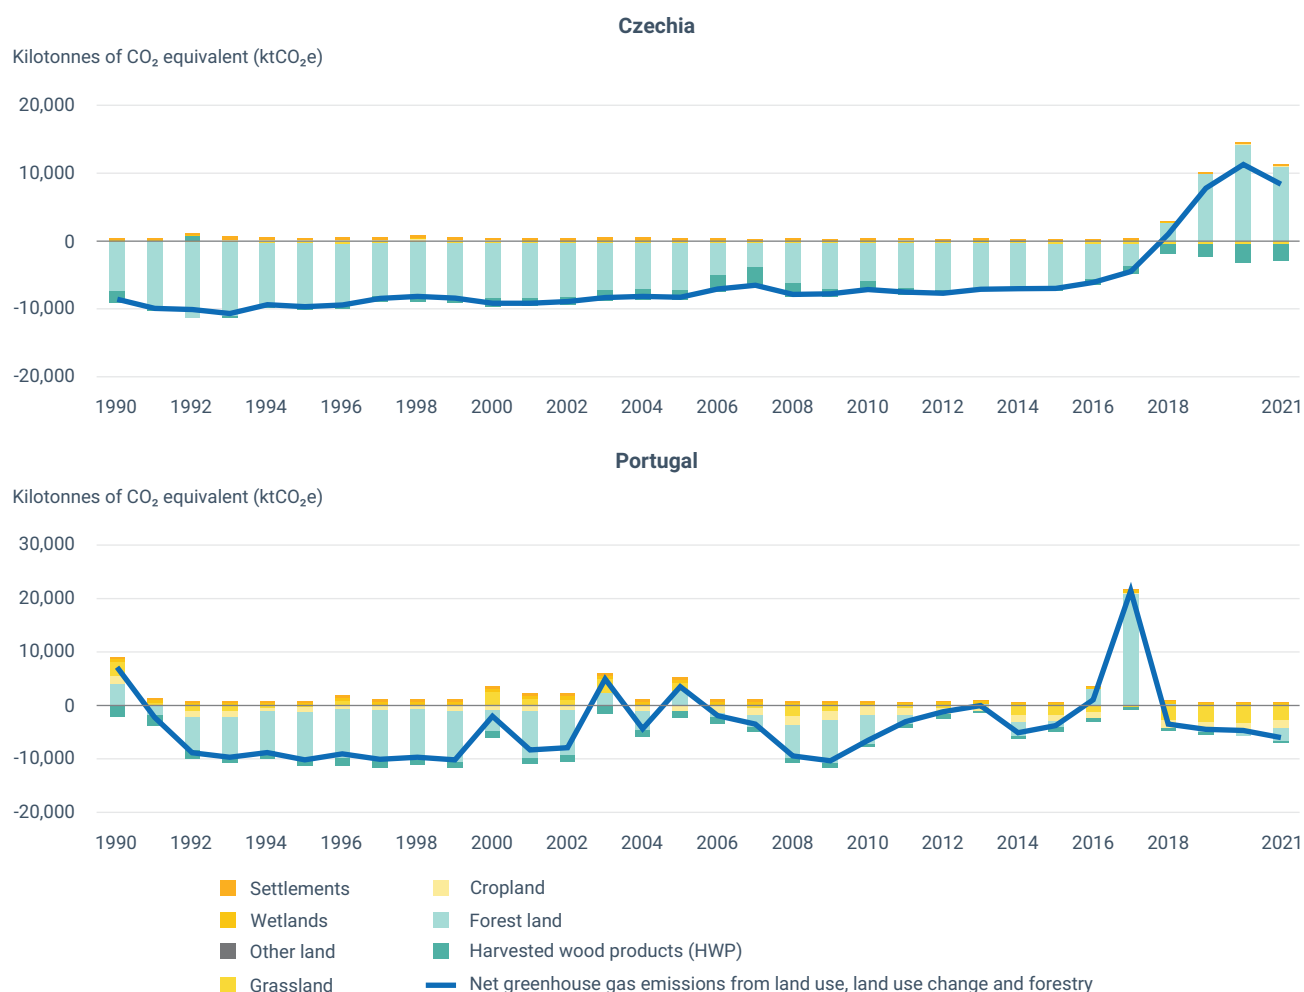 Czechia
Kilotonnes of CO₂ equivalent (ktCO₂e)
20,000
10,000
0
-10,000
-20,000
1990 1992 1994 1996 1998 2000 2002 2004 2006 2008 2010 2012 2014 2016 2018 2021
Portugal
Kilotonnes of CO₂ equivalent (ktCO₂e)
30,000
20,000
10,000
0
-10,000
-20,000
1990 1992 1994 1996 1998 2000 2002 2004 2006 2008 2010 2012 2014 2016 2018 2021
Settlements
Wetlands
Other land
Grassland
Cropland
Forest land
Harvested wood products (HWP)
Net greenhouse gas emissions from land use, land use change and forestry